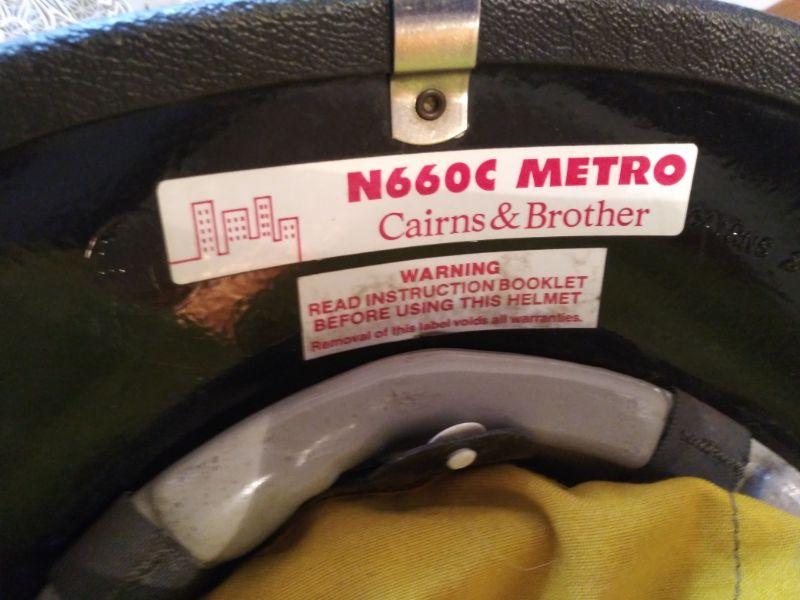 N660C METRO
Cairns & Brother
WARNING
READ INSTRUCTION BOOKLET
BEFORE USING THIS HELMET
Removal of this label voids all warranties.